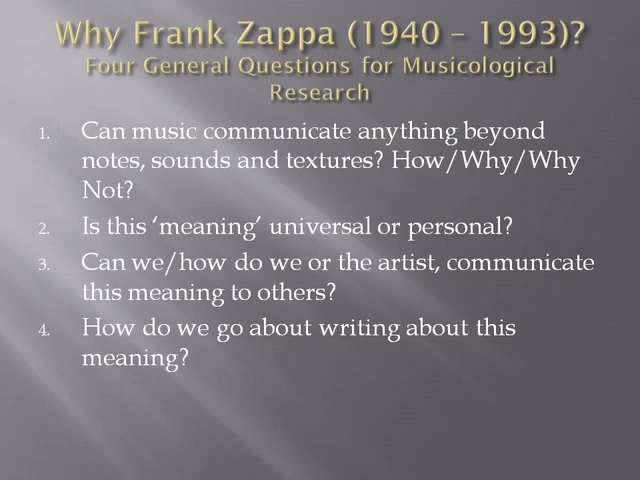 Why Frank Zappa (1940 – 1993)?
Four General Questions for Musicological
Research
1. Can music communicate anything beyond
notes, sounds and textures? How/Why/Why
Not?
2. Is this ‘meaning’ universal or personal?
3. Can we/how do we or the artist, communicate
this meaning to others?
4. How do we go about writing about this
meaning?